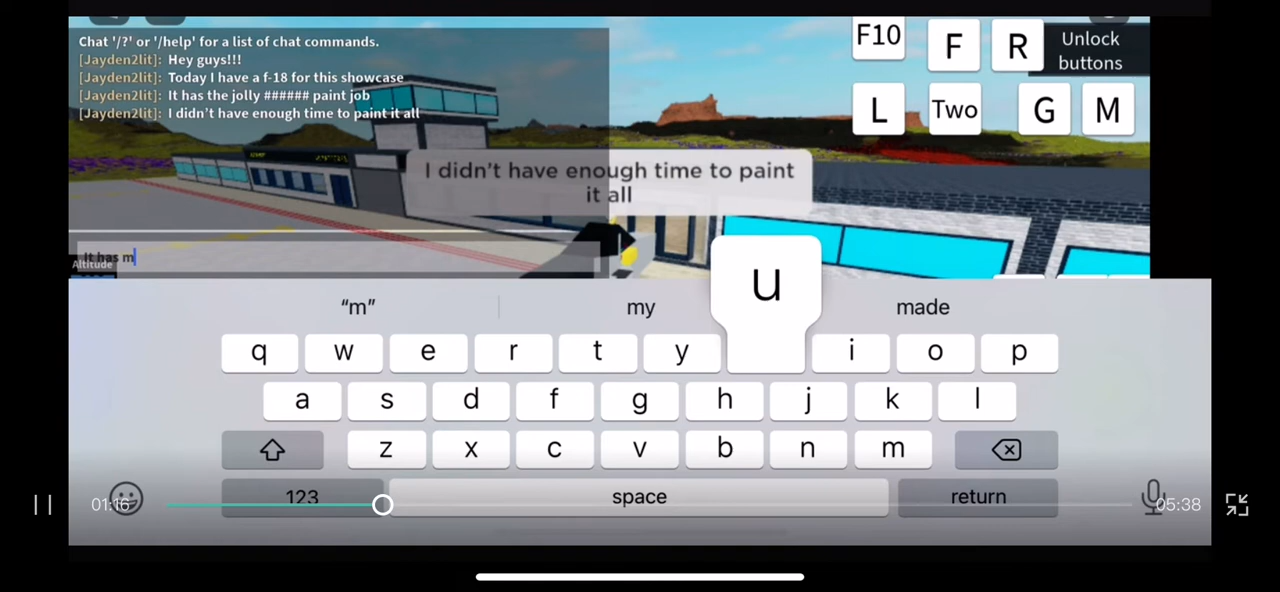 Chat '/?' or '/help' for a list of chat commands.
[Jayden2lit]: Hey guys!!!
[Jayden2lit]: Today I have a f-18 for this showcase
[Jayden2lit]: It has the jolly ###### paint job
[Jayden2lit]: I didn't have enough time to paint it all
F10
F
R
Unlock
buttons
L
Two
G
M
I didn't have enough time to paint
it all
It has m
Altitude
“m”
my
made
u
q w e r t y i o p
a s d f g h j k l
z x c v b n m
123
space
return
01:16
05:38